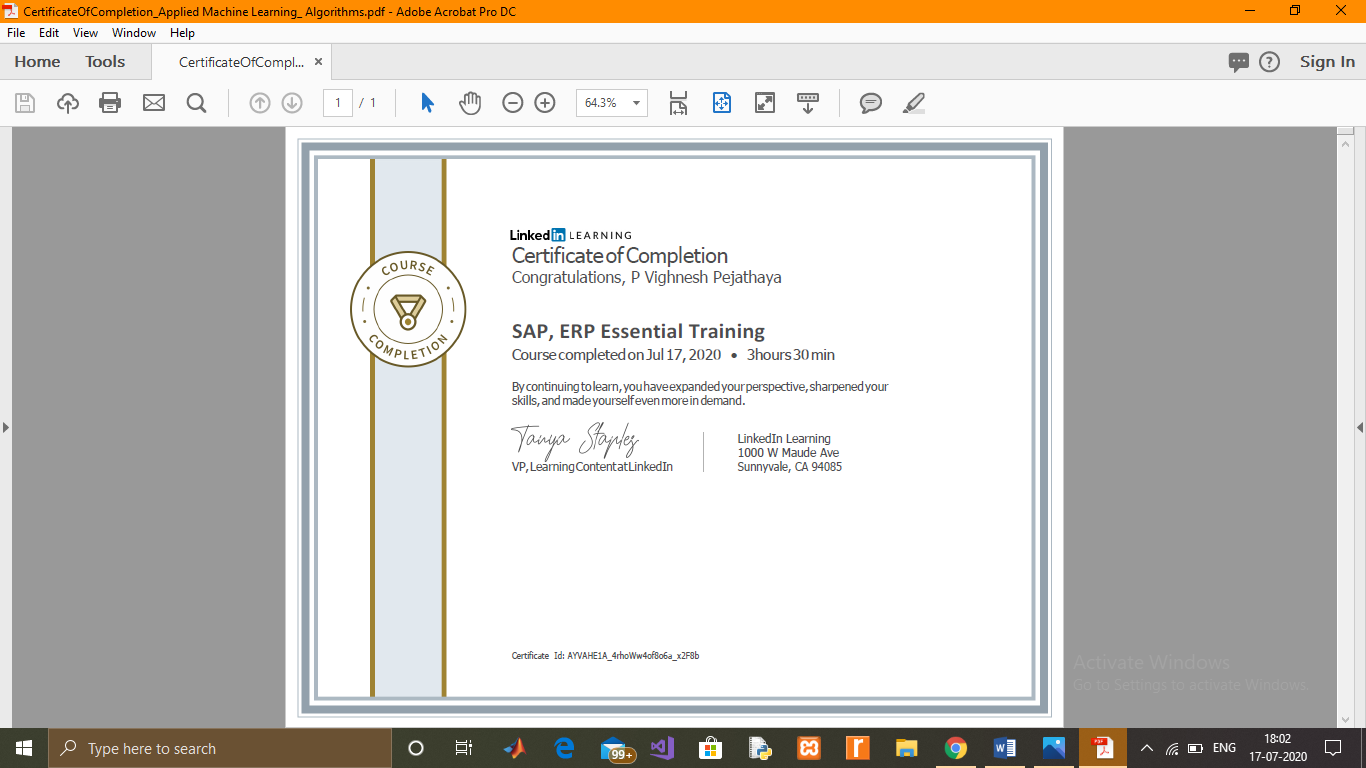 CertificateOfCompletion_Applied Machine Learning_ Algorithms.pdf - Adobe Acrobat Pro DC
File Edit View Window Help
Home Tools CertificateOfCompl... × Sign In
1 / 1 64.3%
Linked in LEARNING
Certificate of Completion
Congratulations, P Vighnesh Pejathaya
COURSE
COMPLETION
SAP, ERP Essential Training
Course completed on Jul 17, 2020 • 3hours 30 min
By continuing to learn, you have expanded your perspective, sharpened your
skills, and made yourself even more in demand.
Tanya Staples
VP, Learning Content at LinkedIn
LinkedIn Learning
1000 W Maude Ave
Sunnyvale, CA 94085
Certificate Id: AYVAHE1A_4rhoWw4of8o6a_x2F8b
Activate Windows
Go to Settings to activate Windows.
Type here to search
99+
ENG
18:02
17-07-2020